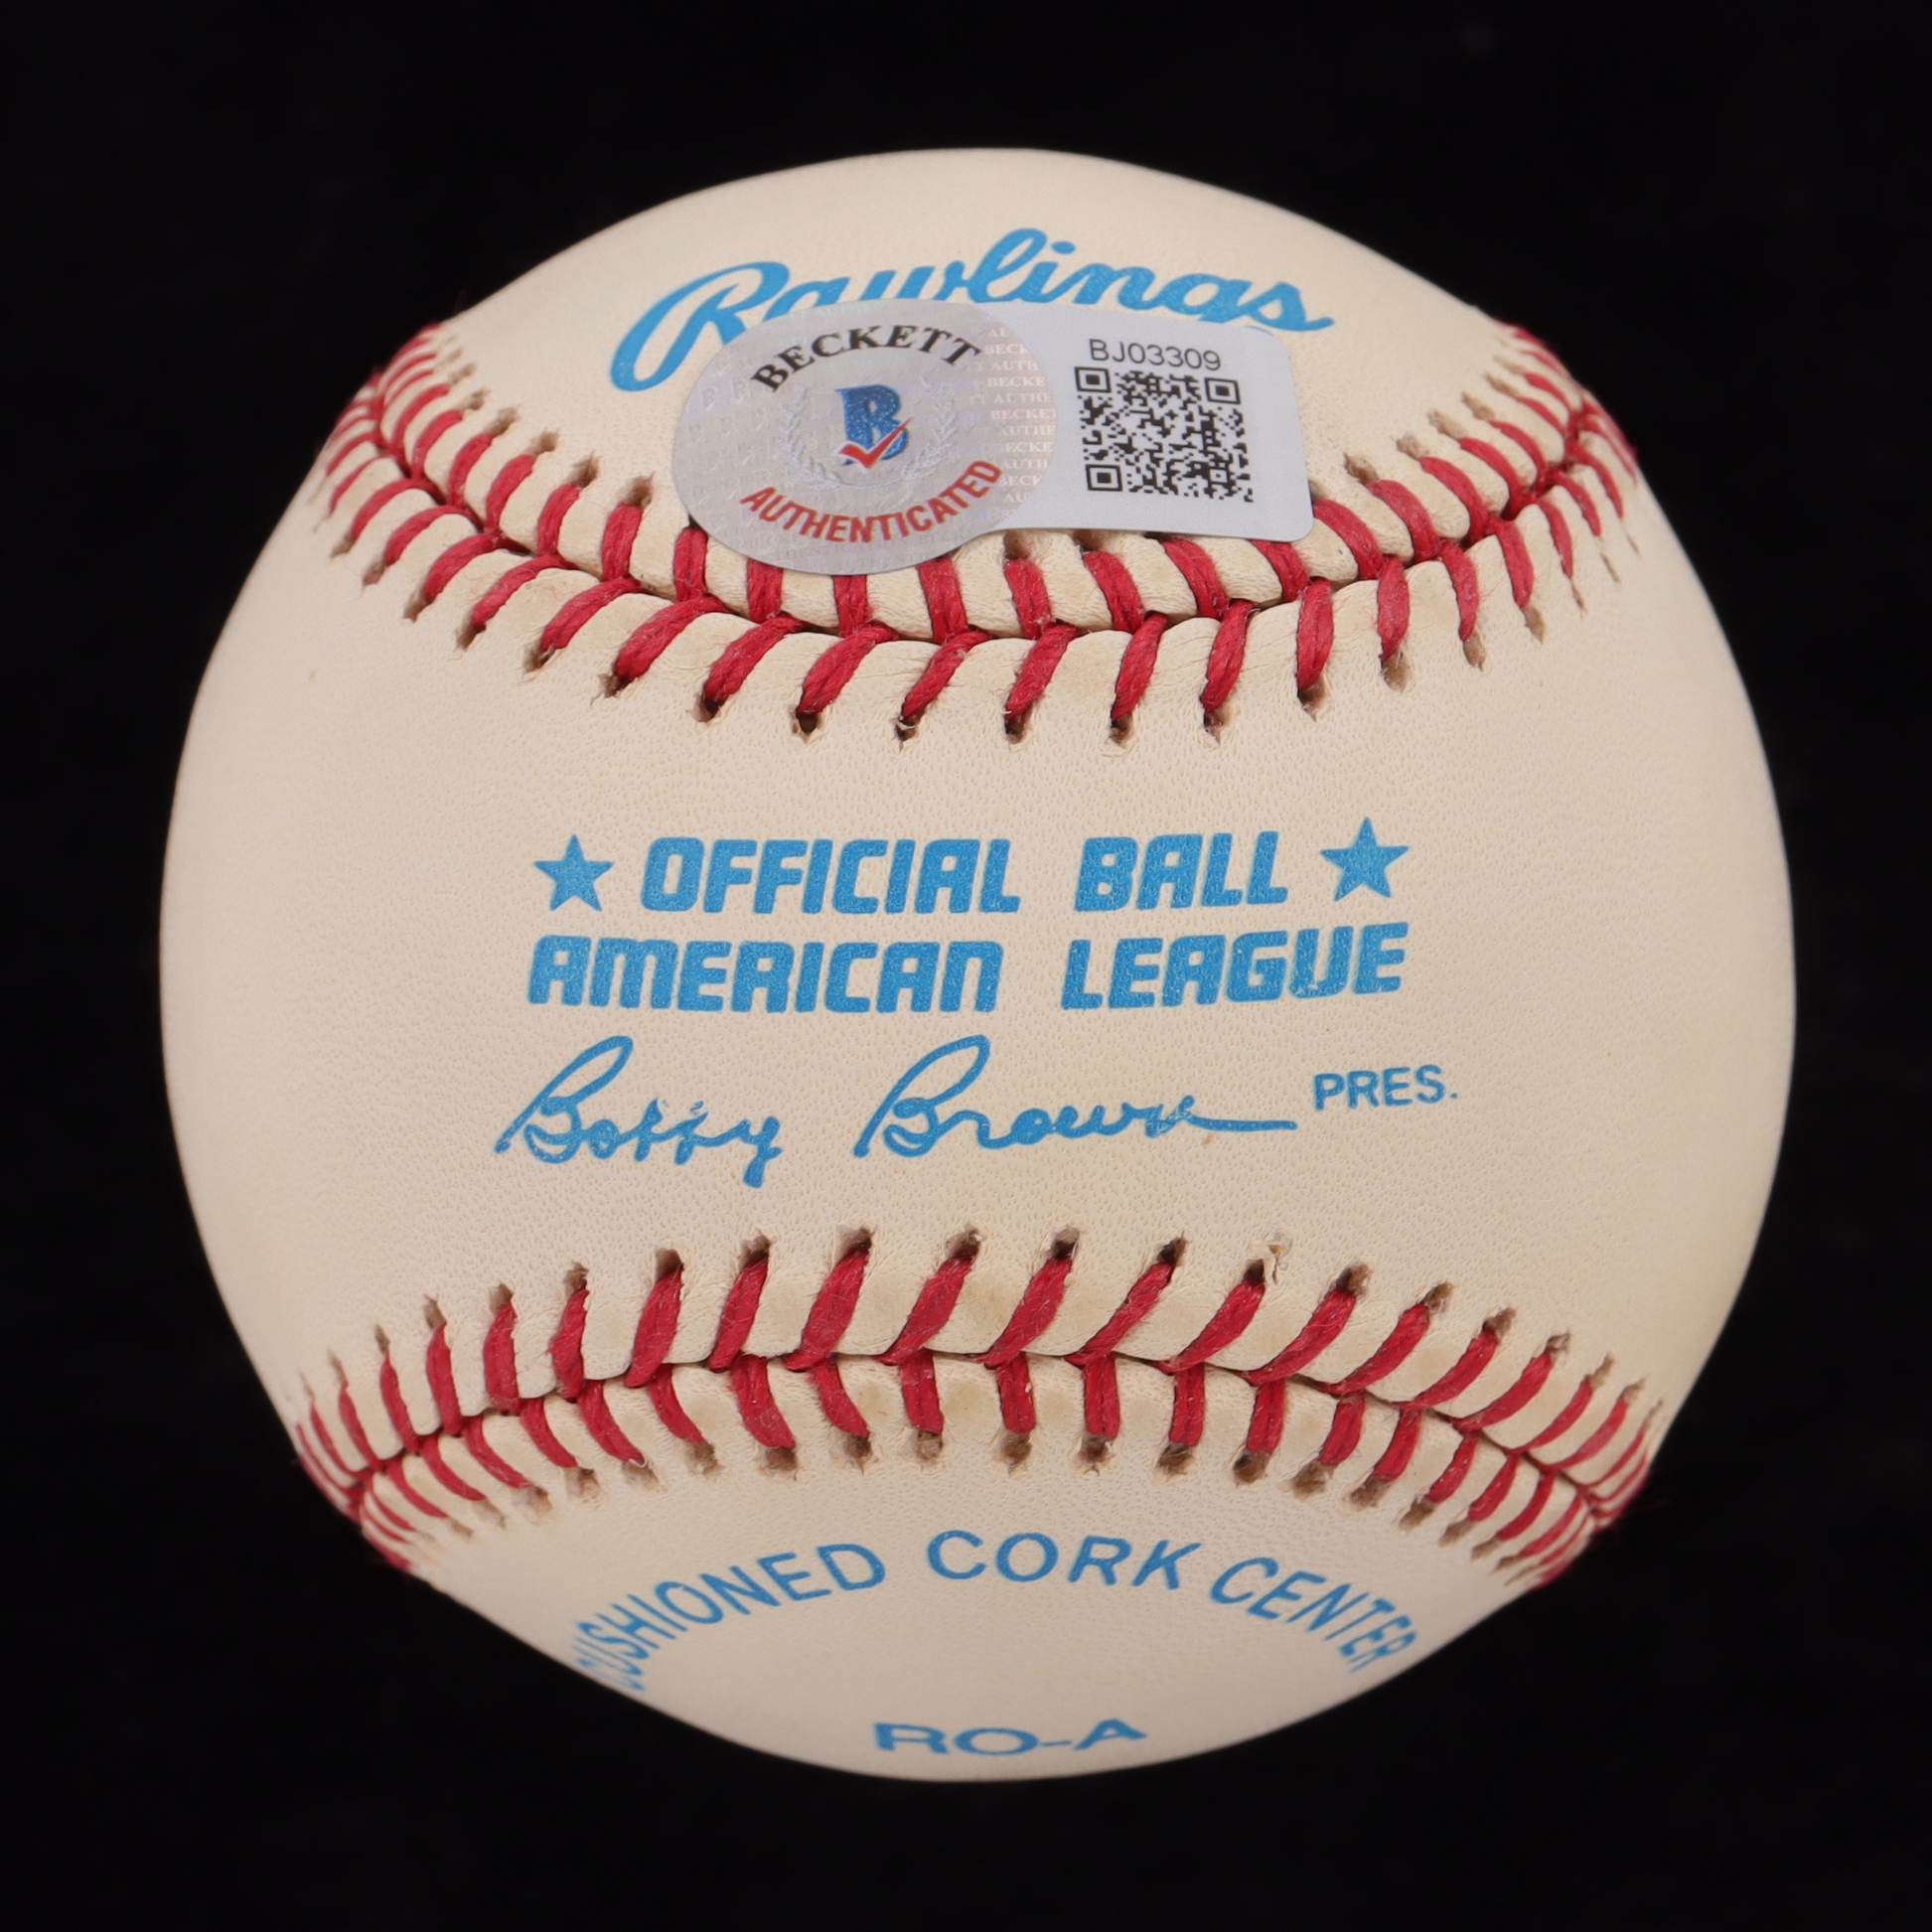 Rawlings
BECKETT
B
AUTHENTICATED
BJ03309
★ OFFICIAL BALL ★
AMERICAN LEAGUE
Bobby Brown PRES.
CUSHIONED CORK CENTER
RO-A